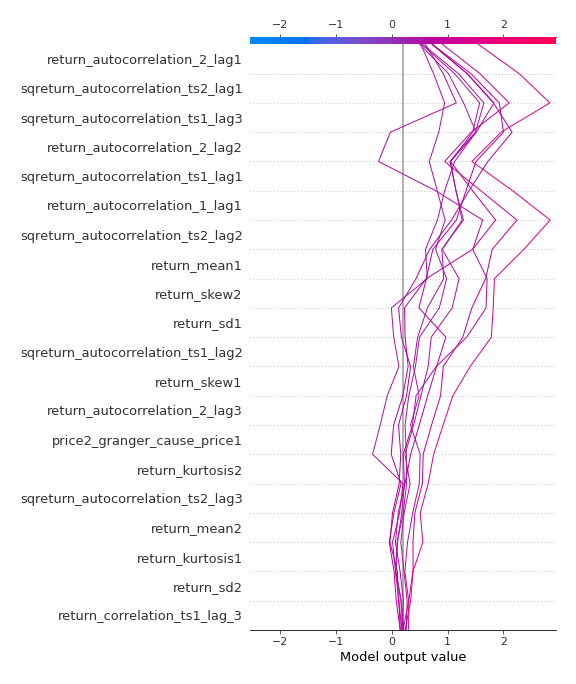 −2 −1 0 1 2
return_autocorrelation_2_lag1
sqreturn_autocorrelation_ts2_lag1
sqreturn_autocorrelation_ts1_lag3
return_autocorrelation_2_lag2
sqreturn_autocorrelation_ts1_lag1
return_autocorrelation_1_lag1
sqreturn_autocorrelation_ts2_lag2
return_mean1
return_skew2
return_sd1
sqreturn_autocorrelation_ts1_lag2
return_skew1
return_autocorrelation_2_lag3
price2_granger_cause_price1
return_kurtosis2
sqreturn_autocorrelation_ts2_lag3
return_mean2
return_kurtosis1
return_sd2
return_correlation_ts1_lag_3
−2 −1 0 1 2
Model output value